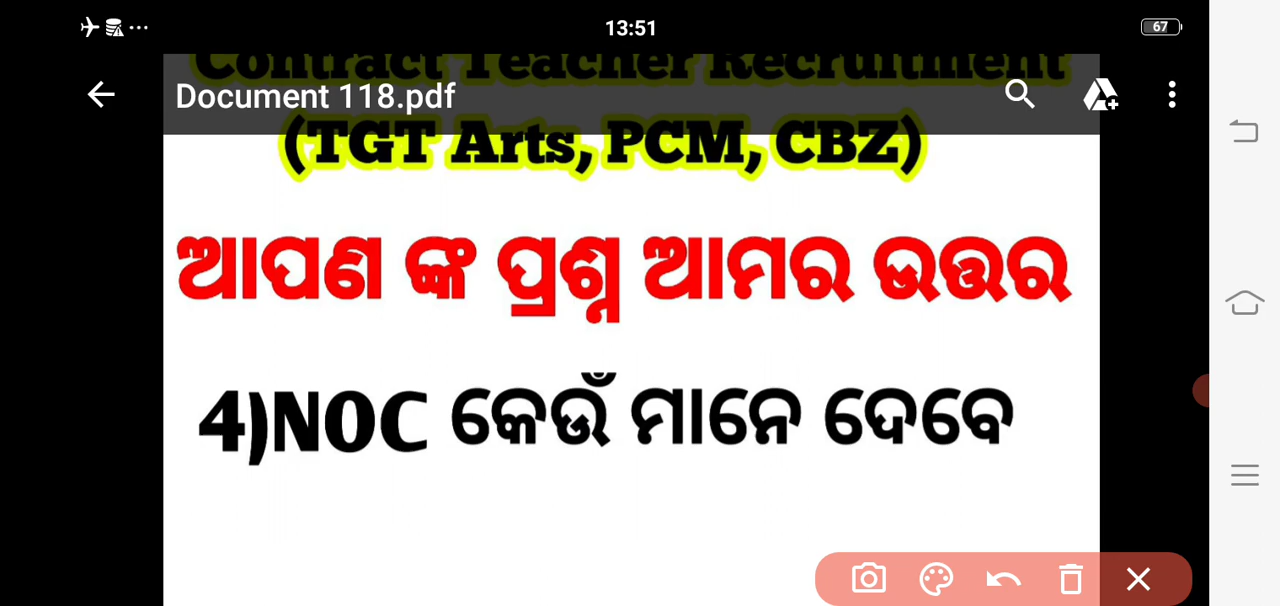 13:51
67
Contract Teacher Recruitment
Document 118.pdf
(TGT Arts, PCM, CBZ)
ଆପଣ ଙ୍କ ପ୍ରଶ୍ନ ଆମର ଉତ୍ତର
4)NOC କେଉଁ ମାନେ ଦେବେ